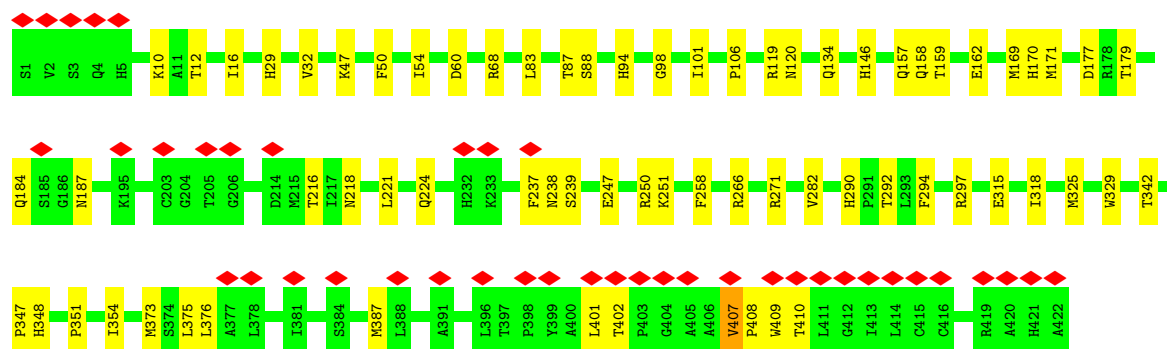 S1 V2 S3 Q4 H5 K10 A11 T12 I16 H29 V32 K47 F50 I54 D60 R68 L83 T87 S88 H94 G98 I101 P106 R119 N120 Q134 H146 Q157 Q158 T159 E162 M169 H170 M171 D177 R178 T179
Q184 S185 G186 N187 K195 C203 G204 T205 G206 D214 M215 T216 I217 N218 L221 Q224 H232 K233 F237 N238 S239 E247 R250 K251 F258 R266 R271 V282 H290 P291 T292 L293 F294 R297 E315 I318 M325 W329 T342
P347 H348 P351 I354 M373 S374 L375 L376 A377 L378 I381 S384 M387 L388 A391 L396 T397 P398 Y399 A400 L401 T402 P403 G404 A405 A406 V407 P408 W409 T410 L411 G412 I413 L414 C415 C416 R419 A420 H421 A422